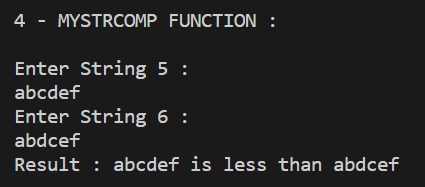 4 - MYSTRCOMP FUNCTION :
Enter String 5 :
abcdef
Enter String 6 :
abdcef
Result : abcdef is less than abdcef